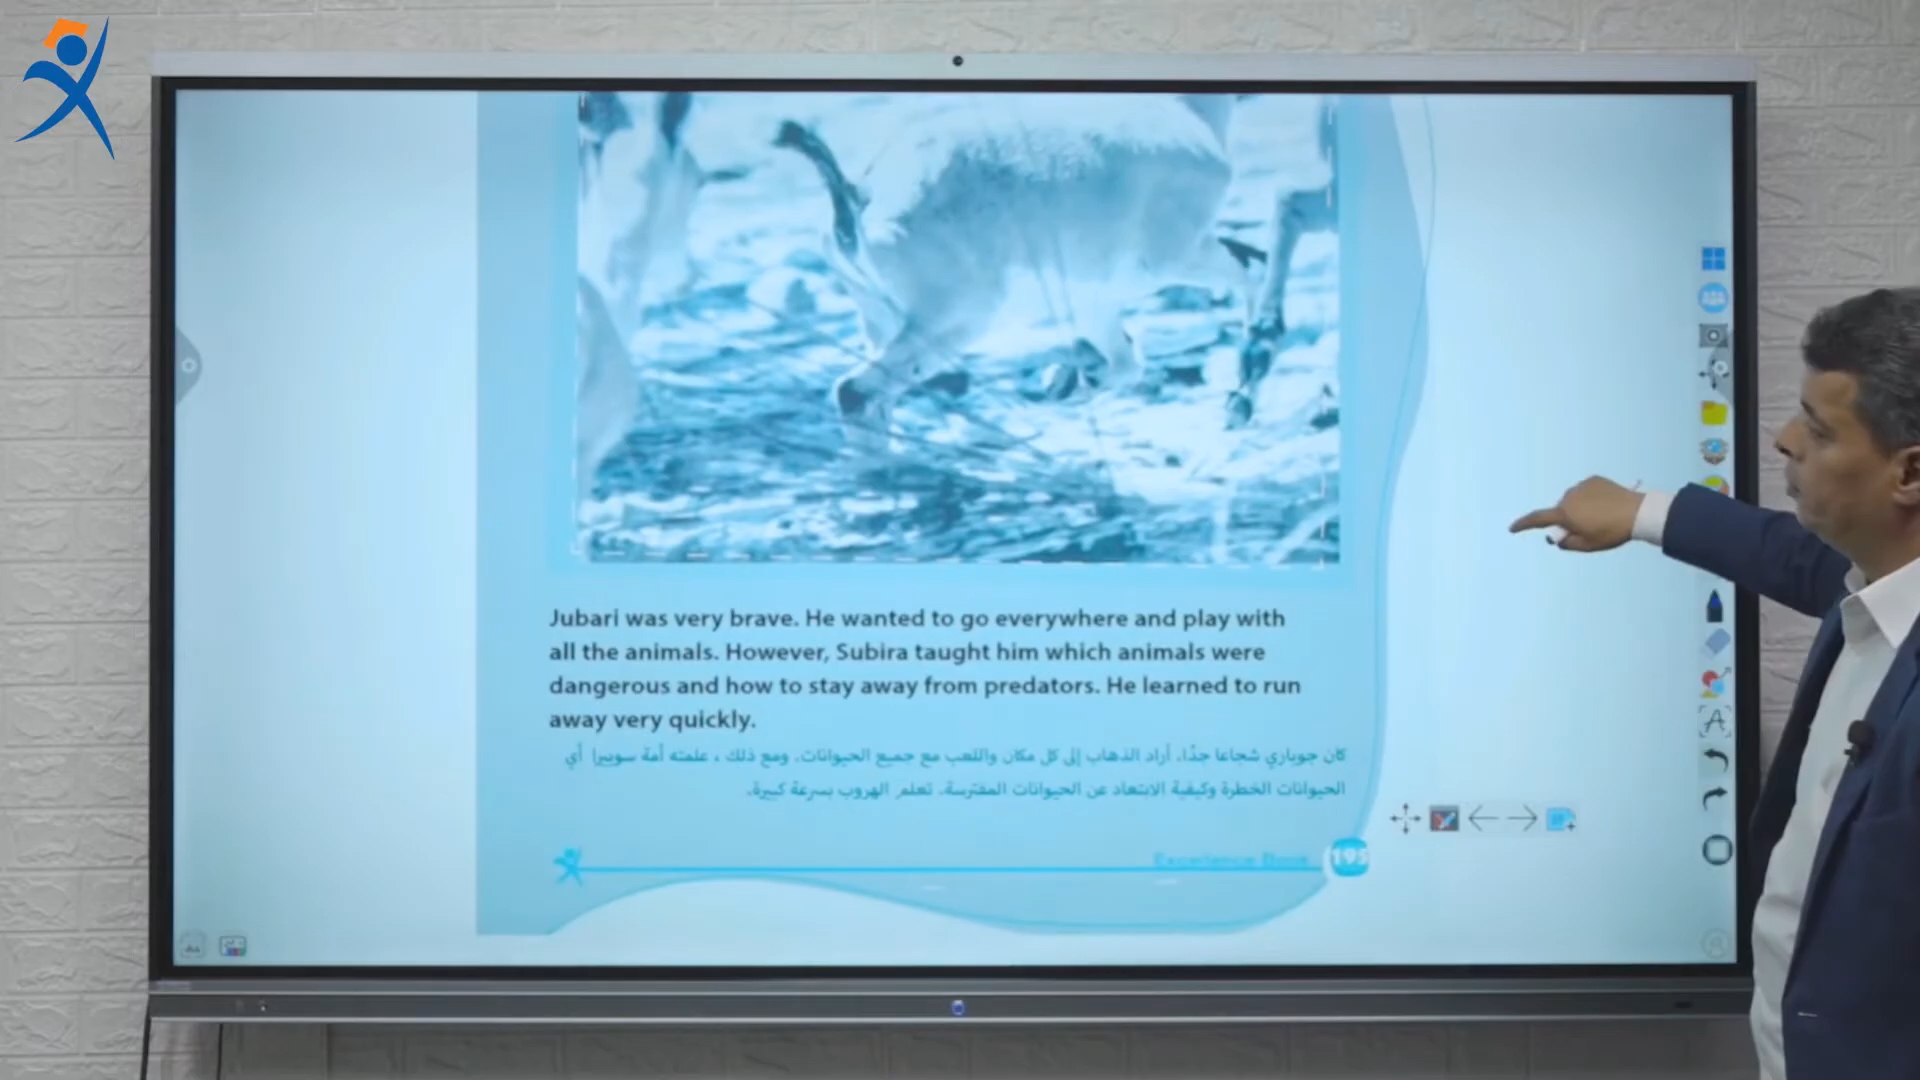 Jubari was very brave. He wanted to go everywhere and play with
all the animals. However, Subira taught him which animals were
dangerous and how to stay away from predators. He learned to run
away very quickly.
كان جوباري شجاعا جدًا. أراد الذهاب إلى كل مكان واللعب مع جميع الحيوانات. ومع ذلك ، علمته أمة سوبيرا أي
الحيوانات الخطرة وكيفية الابتعاد عن الحيوانات المفترسة. تعلم الهروب بسرعة كبيرة.
Experience Book 195